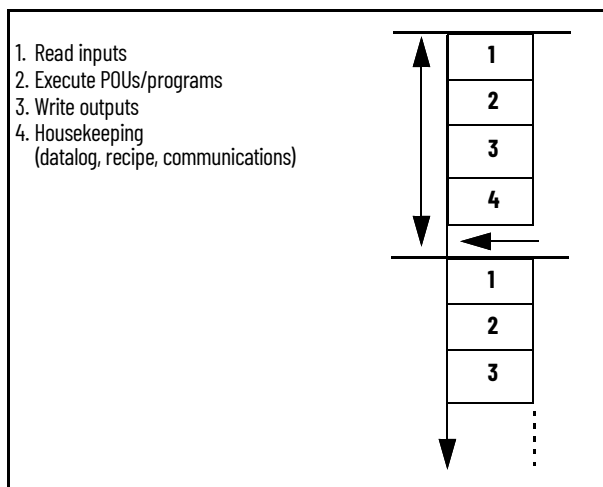 1. Read inputs
2. Execute POUs/programs
3. Write outputs
4. Housekeeping
(datalog, recipe, communications)
1
2
3
4
1
2
3